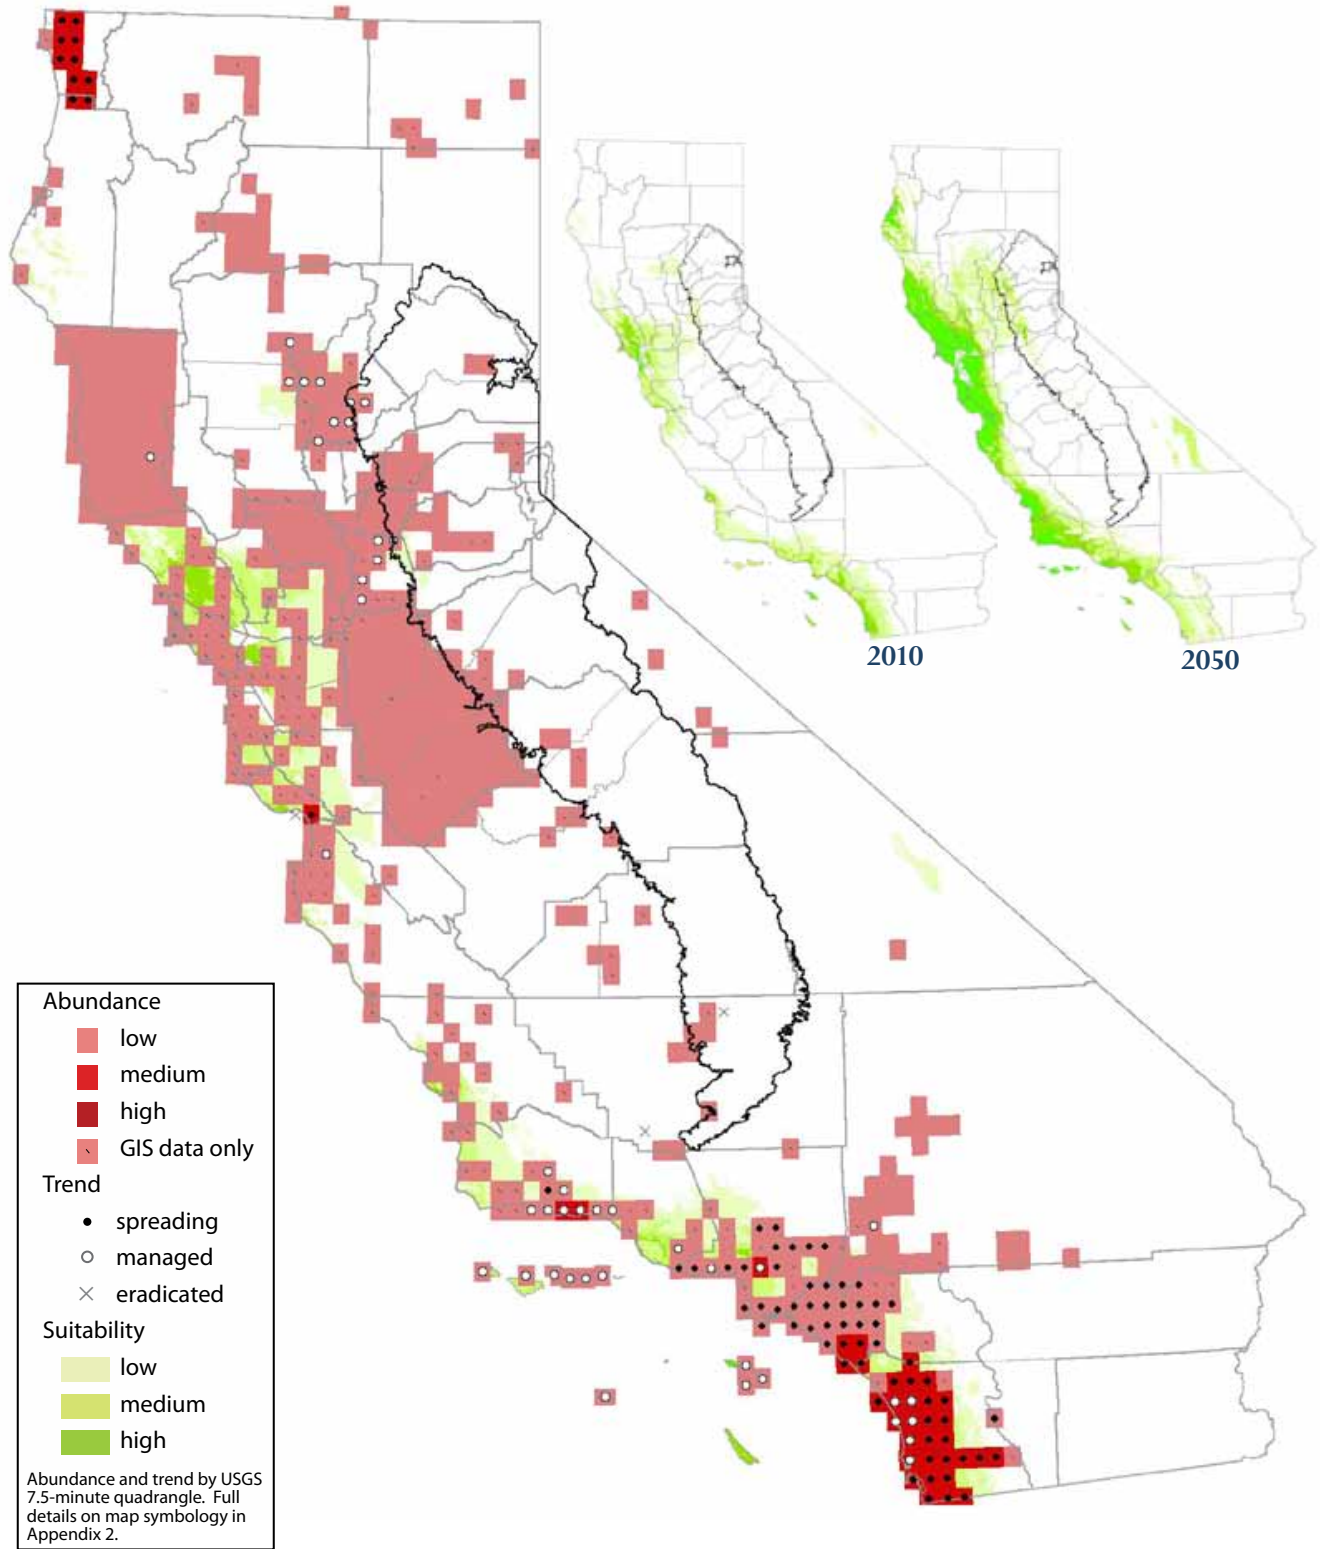 2010
2050
Abundance
low
medium
high
GIS data only
Trend
spreading
managed
eradicated
Suitability
low
medium
high
Abundance and trend by USGS
7.5-minute quadrangle. Full
details on map symbology in
Appendix 2.